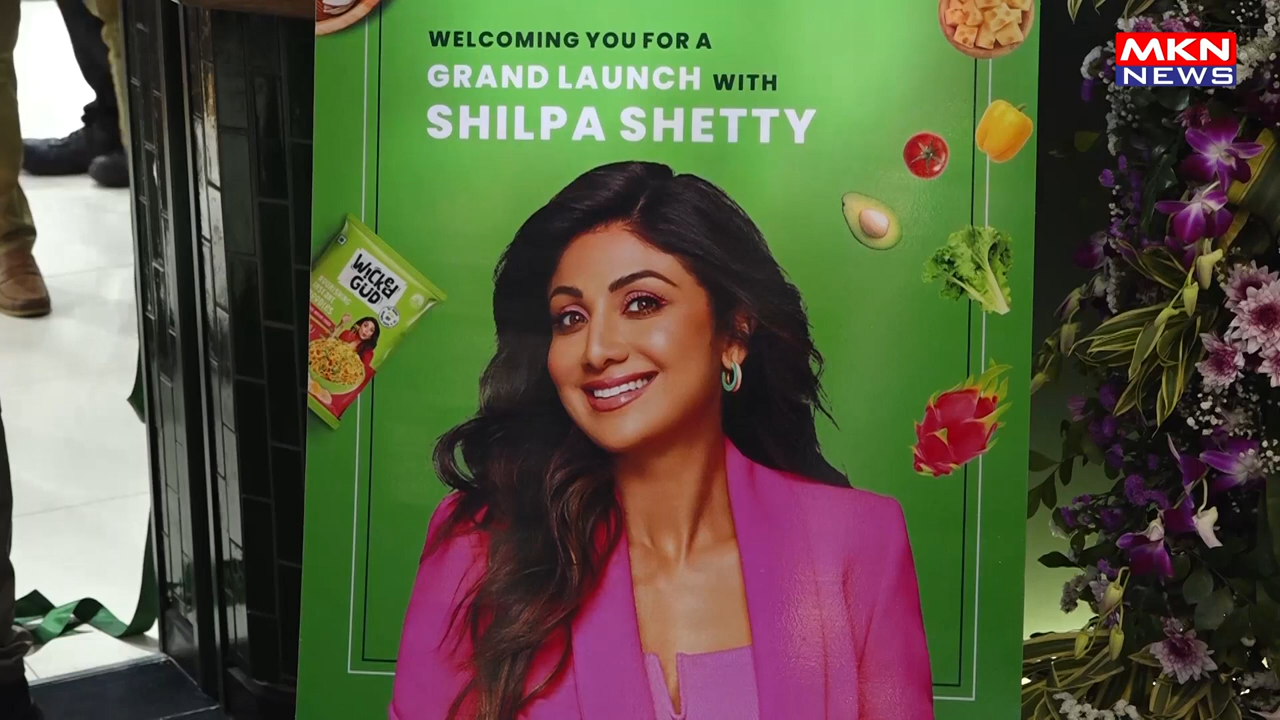 WELCOMING YOU FOR A
GRAND LAUNCH WITH
SHILPA SHETTY
MKN
NEWS
WiCKED
GUD